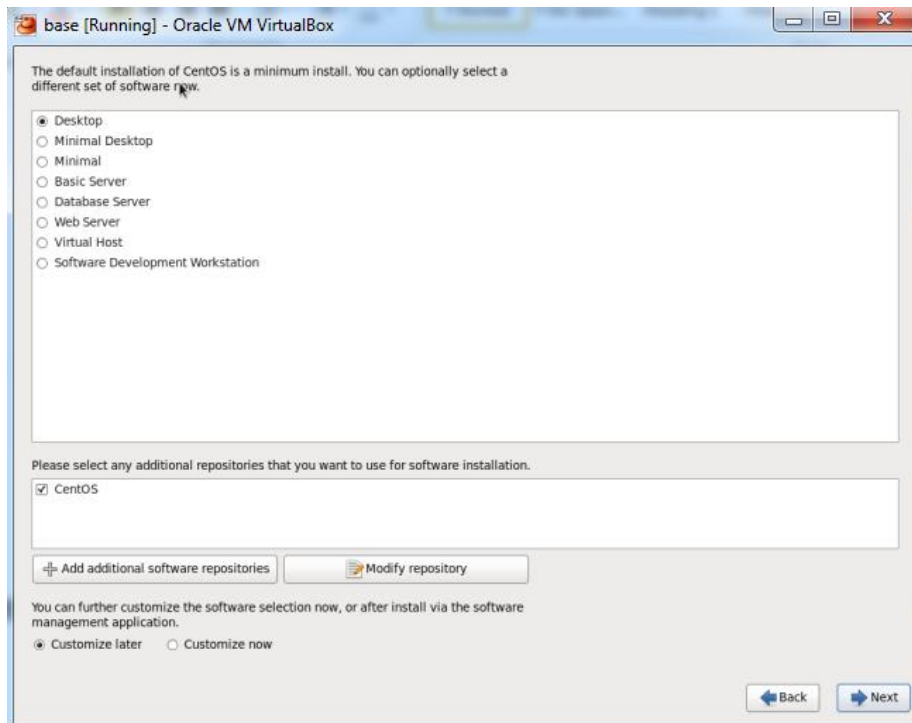 base [Running] - Oracle VM VirtualBox
The default installation of CentOS is a minimum install. You can optionally select a
different set of software now.
Desktop
Minimal Desktop
Minimal
Basic Server
Database Server
Web Server
Virtual Host
Software Development Workstation
Please select any additional repositories that you want to use for software installation.
CentOS
Add additional software repositories
Modify repository
You can further customize the software selection now, or after install via the software
management application.
Customize later
Customize now
Back
Next